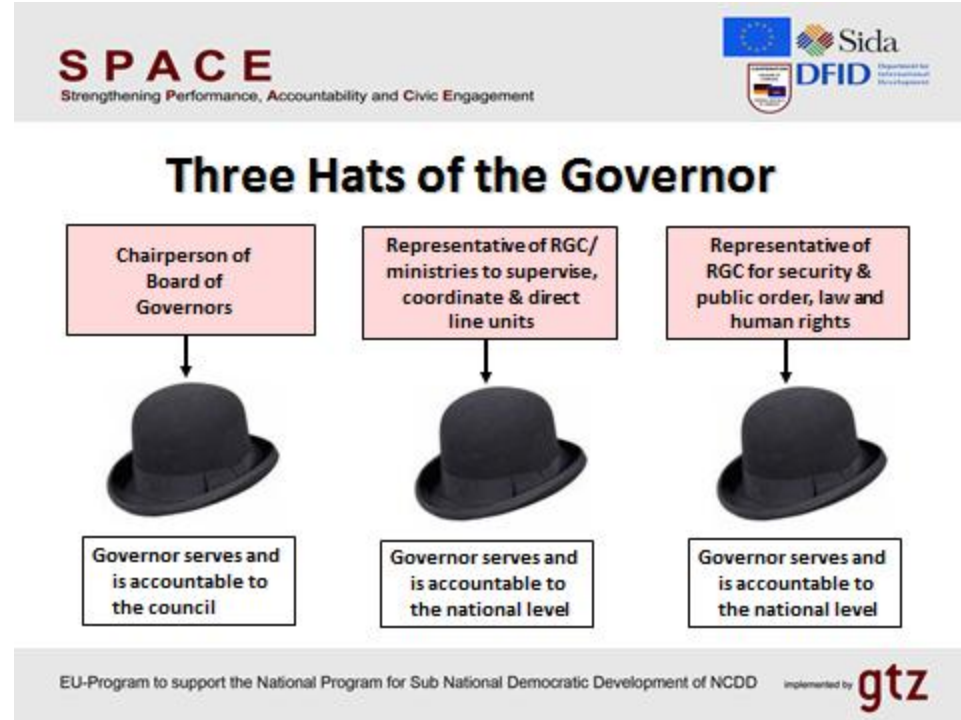 S P A C E
Strengthening Performance, Accountability and Civic Engagement
Sida
DFID Department for
International
Development
Three Hats of the Governor
Chairperson of
Board of
Governors
Representative of RGC/
ministries to supervise,
coordinate & direct
line units
Representative of
RGC for security &
public order, law and
human rights
Governor serves and
is accountable to
the council
Governor serves and
is accountable to
the national level
Governor serves and
is accountable to
the national level
EU-Program to support the National Program for Sub National Democratic Development of NCDD
implemented by gtz